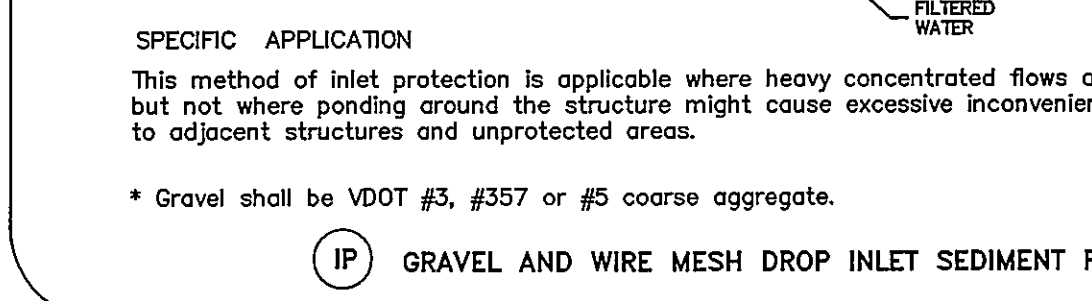 FILTERED
WATER
SPECIFIC APPLICATION
This method of inlet protection is applicable where heavy concentrated flows
but not where ponding around the structure might cause excessive
to adjacent structures and unprotected areas.
* Gravel shall be VDOT #3, #357 or #5 coarse aggregate.
IP GRAVEL AND WIRE MESH DROP INLET SEDIMENT